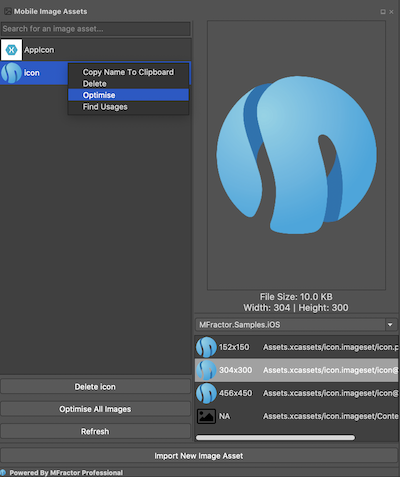 Mobile Image Assets
Search for an image asset...
AppIcon
icon
Copy Name To Clipboard
Delete
Optimise
Find Usages
File Size: 10.0 KB
Width: 304 | Height: 300
MFractor.Samples.iOS
152x150 Assets.xcassets/icon.imageset/icon.p
304x300 Assets.xcassets/icon.imageset/icon@
456x450 Assets.xcassets/icon.imageset/icon@
NA Assets.xcassets/icon.imageset/Conte
Delete icon
Optimise All Images
Refresh
Import New Image Asset
Powered By MFractor Professional